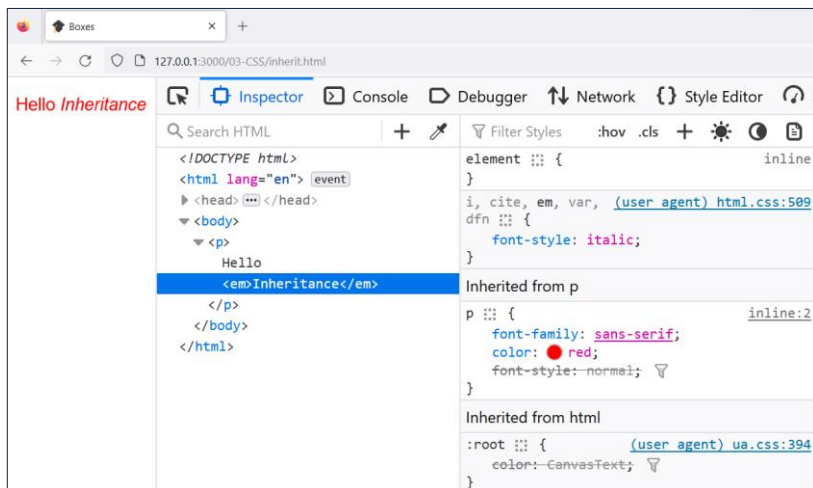 Boxes
127.0.0.1:3000/03-CSS/inherit.html
Hello Inheritance
Inspector Console Debugger Network {} Style Editor
Search HTML
Filter Styles :hov .cls
<!DOCTYPE html>
<html lang="en"> event
<head> ••• </head>
<body>
<p>
Hello
<em>Inheritance</em>
</p>
</body>
</html>
element { inline
}
i, cite, em, var, (user agent) html.css:509
dfn {
font-style: italic;
}
Inherited from p
p { inline:2
font-family: sans-serif;
color: red;
font-style: normal;
}
Inherited from html
:root { (user agent) ua.css:394
color: CanvasText;
}